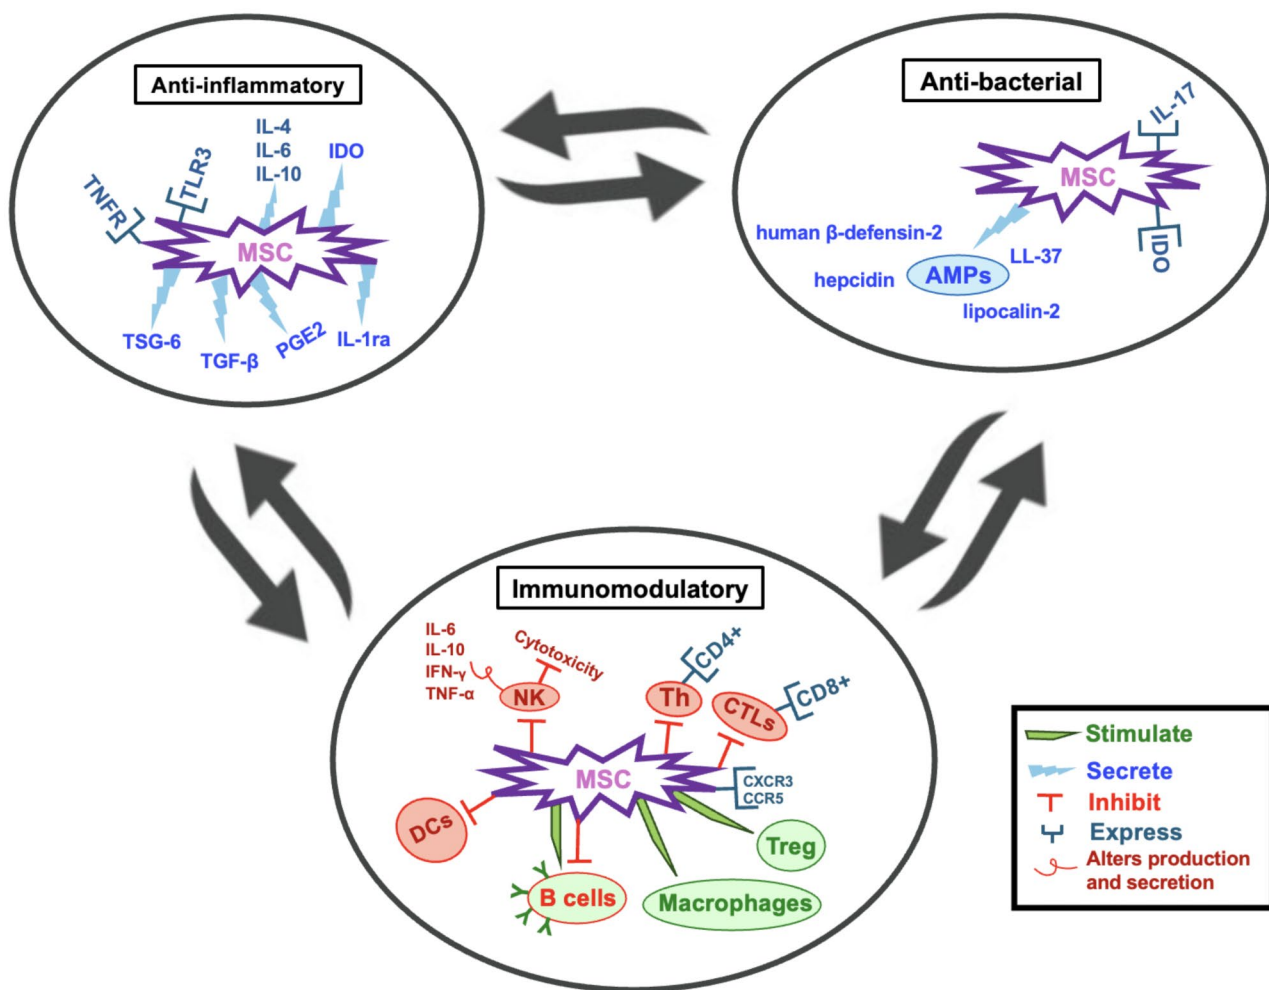 Anti-inflammatory
TNFR
TLR3
IL-4
IL-6
IL-10
IDO
MSC
TSG-6
TGF-β
PGE2
IL-1ra
Anti-bacterial
IL-17
MSC
IDO
human β-defensin-2
hepcidin
AMPs
LL-37
lipocalin-2
Immunomodulatory
IL-6
IL-10
IFN-γ
TNF-α
Cytotoxicity
NK
Th
CD4+
CTLs
CD8+
MSC
CXCR3
CCR5
DCs
B cells
Macrophages
Treg
Stimulate
Secrete
Inhibit
Express
Alters production
and secretion